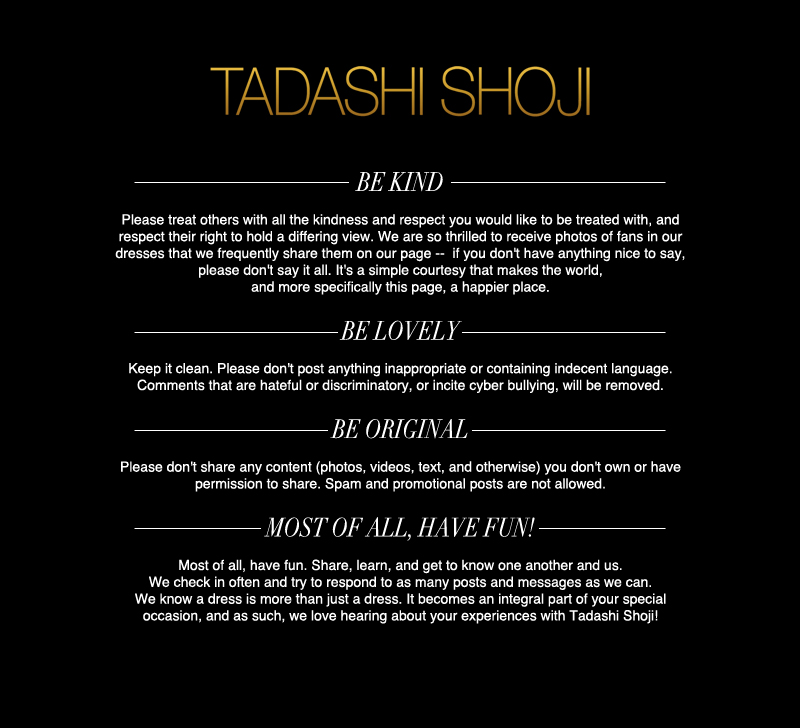 TADASHI SHOJI
BE KIND
Please treat others with all the kindness and respect you would like to be treated with, and
respect their right to hold a differing view. We are so thrilled to receive photos of fans in our
dresses that we frequently share them on our page --  if you don't have anything nice to say,
please don't say it all. It's a simple courtesy that makes the world,
and more specifically this page, a happier place.
BE LOVELY
Keep it clean. Please don't post anything inappropriate or containing indecent language.
Comments that are hateful or discriminatory, or incite cyber bullying, will be removed.
BE ORIGINAL
Please don't share any content (photos, videos, text, and otherwise) you don't own or have
permission to share. Spam and promotional posts are not allowed.
MOST OF ALL, HAVE FUN!
Most of all, have fun. Share, learn, and get to know one another and us.
We check in often and try to respond to as many posts and messages as we can.
We know a dress is more than just a dress. It becomes an integral part of your special
occasion, and as such, we love hearing about your experiences with Tadashi Shoji!